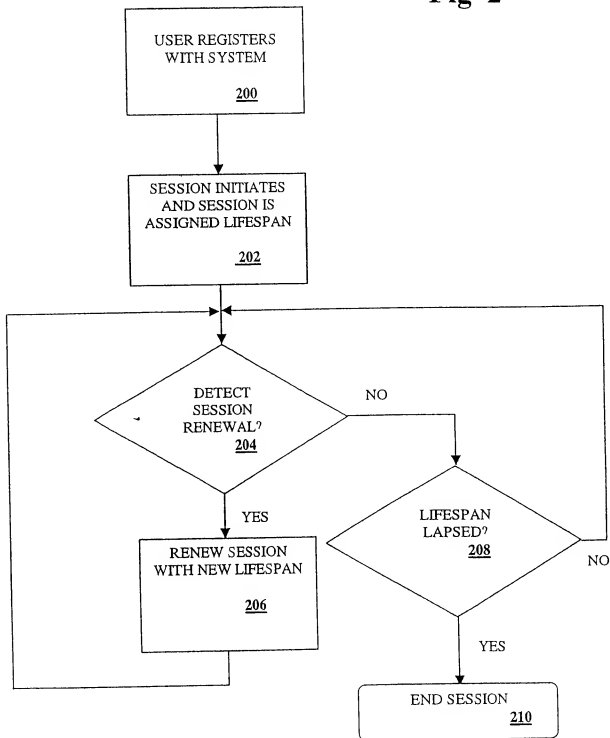 Fig 2
USER REGISTERS
WITH SYSTEM
200
SESSION INITIATES
AND SESSION IS
ASSIGNED LIFESPAN
202
DETECT
SESSION
RENEWAL?
204
NO
YES
LIFESPAN
LAPSED?
208
NO
RENEW SESSION
WITH NEW LIFESPAN
206
YES
END SESSION
210